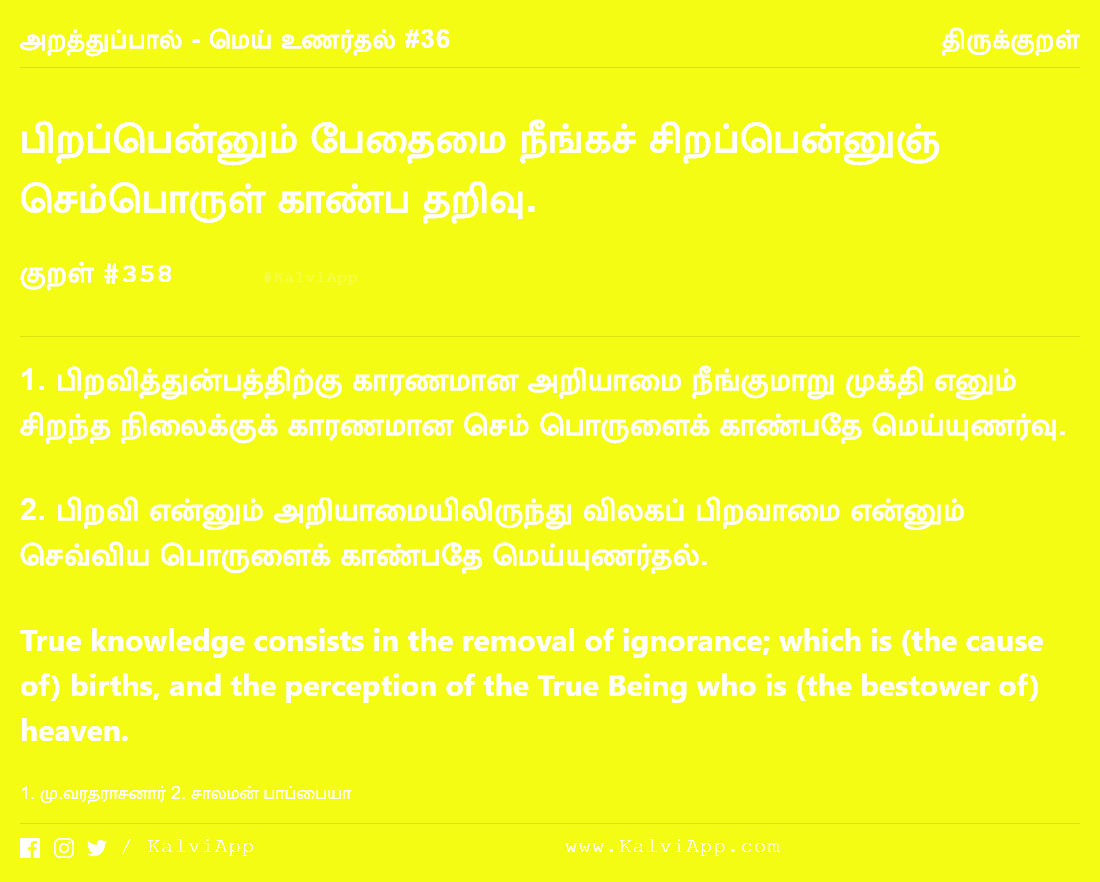 அறத்துப்பால் - மெய் உணர்தல் #36
திருக்குறள்
பிறப்பென்னும் பேதைமை நீங்கச் சிறப்பென்னுஞ்
செம்பொருள் காண்ப தறிவு.
குறள் #358
#KalviApp
1. பிறவித்துன்பத்திற்கு காரணமான அறியாமை நீங்குமாறு முக்தி எனும்
சிறந்த நிலைக்குக் காரணமான செம் பொருளைக் காண்பதே மெய்யுணர்வு.
2. பிறவி என்னும் அறியாமையிலிருந்து விலகப் பிறவாமை என்னும்
செவ்விய பொருளைக் காண்பதே மெய்யுணர்தல்.
True knowledge consists in the removal of ignorance; which is (the cause
of) births, and the perception of the True Being who is (the bestower of)
heaven.
1. மு.வரதராசனார் 2. சாலமன் பாப்பையா
/ KalviApp
www.KalviApp.com